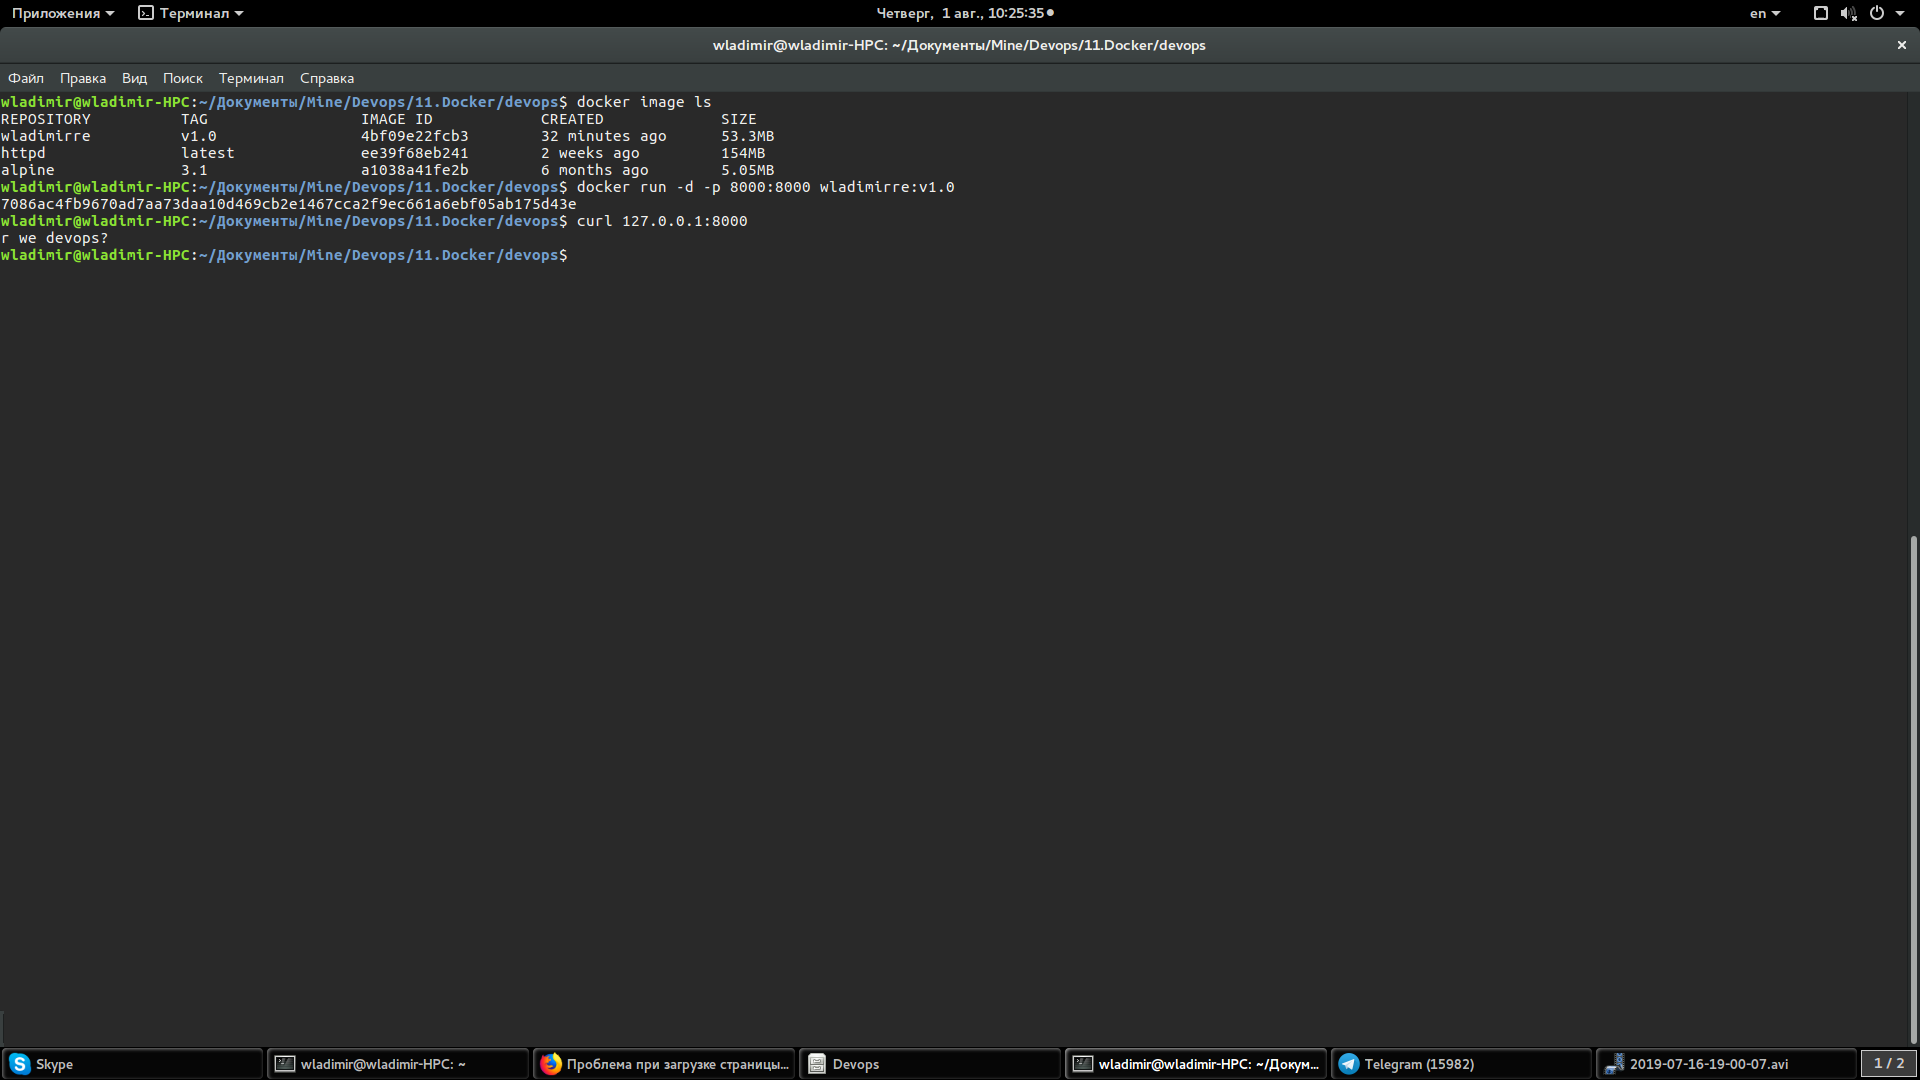 Приложения Терминал Четверг, 1 авг., 10:25:35 en
wladimir@wladimir-HPC: ~/Документы/Mine/Devops/11.Docker/devops
Файл Правка Вид Поиск Терминал Справка
wladimir@wladimir-HPC:~/Документы/Mine/Devops/11.Docker/devops$ docker image ls
REPOSITORY TAG IMAGE ID CREATED SIZE
wladimirre v1.0 4bf09e22fcb3 32 minutes ago 53.3MB
httpd latest ee39f68eb241 2 weeks ago 154MB
alpine 3.1 a1038a41fe2b 6 months ago 5.05MB
wladimir@wladimir-HPC:~/Документы/Mine/Devops/11.Docker/devops$ docker run -d -p 8000:8000 wladimirre:v1.0
7086ac4fb9670ad7aa73daa10d469cb2e1467cca2f9ec661a6ebf05ab175d43e
wladimir@wladimir-HPC:~/Документы/Mine/Devops/11.Docker/devops$ curl 127.0.0.1:8000
r we devops?
wladimir@wladimir-HPC:~/Документы/Mine/Devops/11.Docker/devops$
Skype wladimir@wladimir-HPC: ~ Проблема при загрузке страницы... Devops wladimir@wladimir-HPC: ~/Докум... Telegram (15982) 2019-07-16-19-00-07.avi 1 / 2